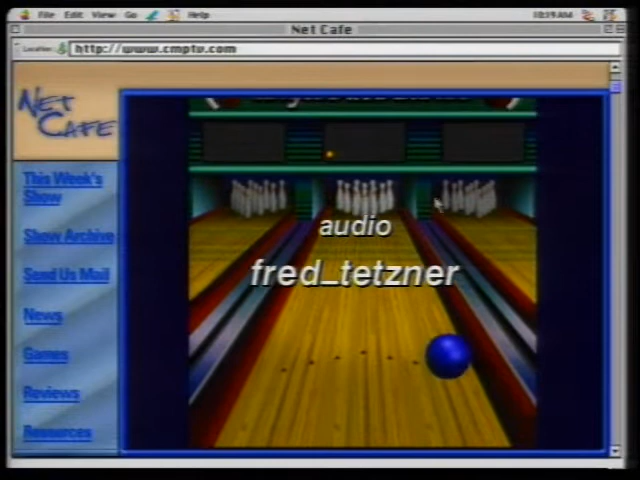 File Edit View Go Help
10:19 AM
Net Cafe
Location: http://www.cmptv.com
NET CAFE
This Week's
Show
Show Archive
Send Us Mail
News
Games
Reviews
Resources
audio
fred_tetzner